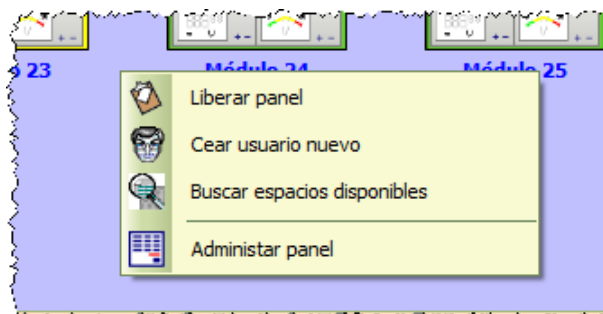 23
Módulo 24
Módulo 25
Liberar panel
Cear usuario nuevo
Buscar espacios disponibles
Administar panel